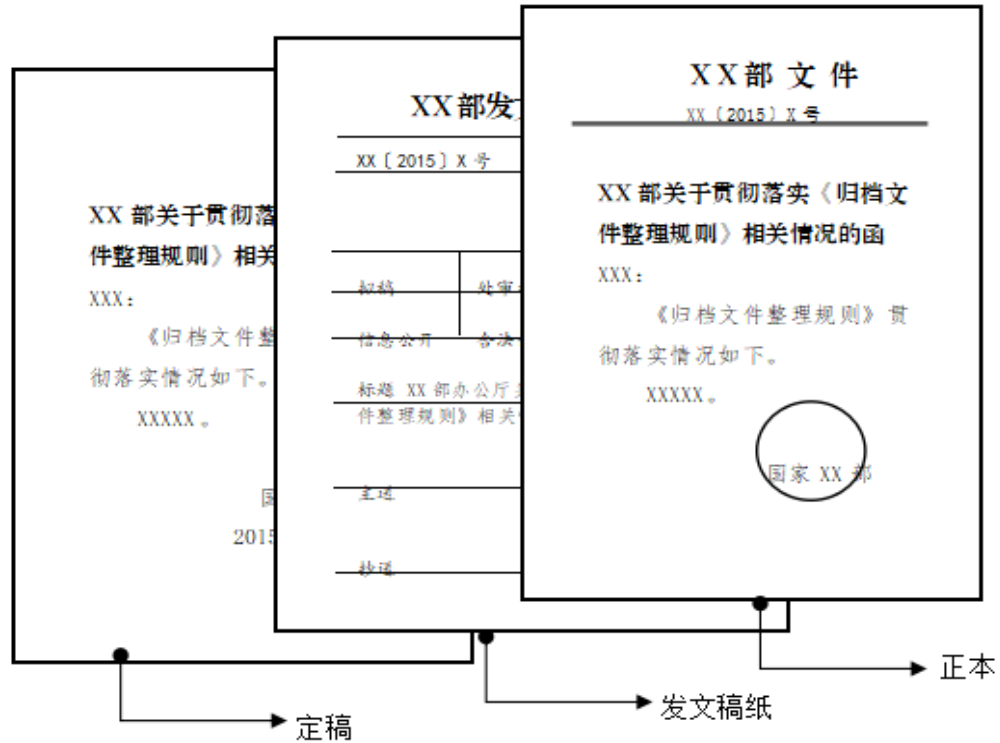 XX部文件
XX〔2015〕X号
XX部关于贯彻落实《归档文
件整理规则》相关情况的函
XXX：
《归档文件整理规则》贯
彻落实情况如下。
XXXXX。
国家 XX 部
正本
XX部发
XX〔2015〕X号
拟稿 处审
信息公开 合法
标题 XX部办公厅
件整理规则》相关
主送
抄送
发文稿纸
XX部关于贯彻落
件整理规则》相关
XXX：
《归档文件整
彻落实情况如下。
XXXXX。
2015
定稿